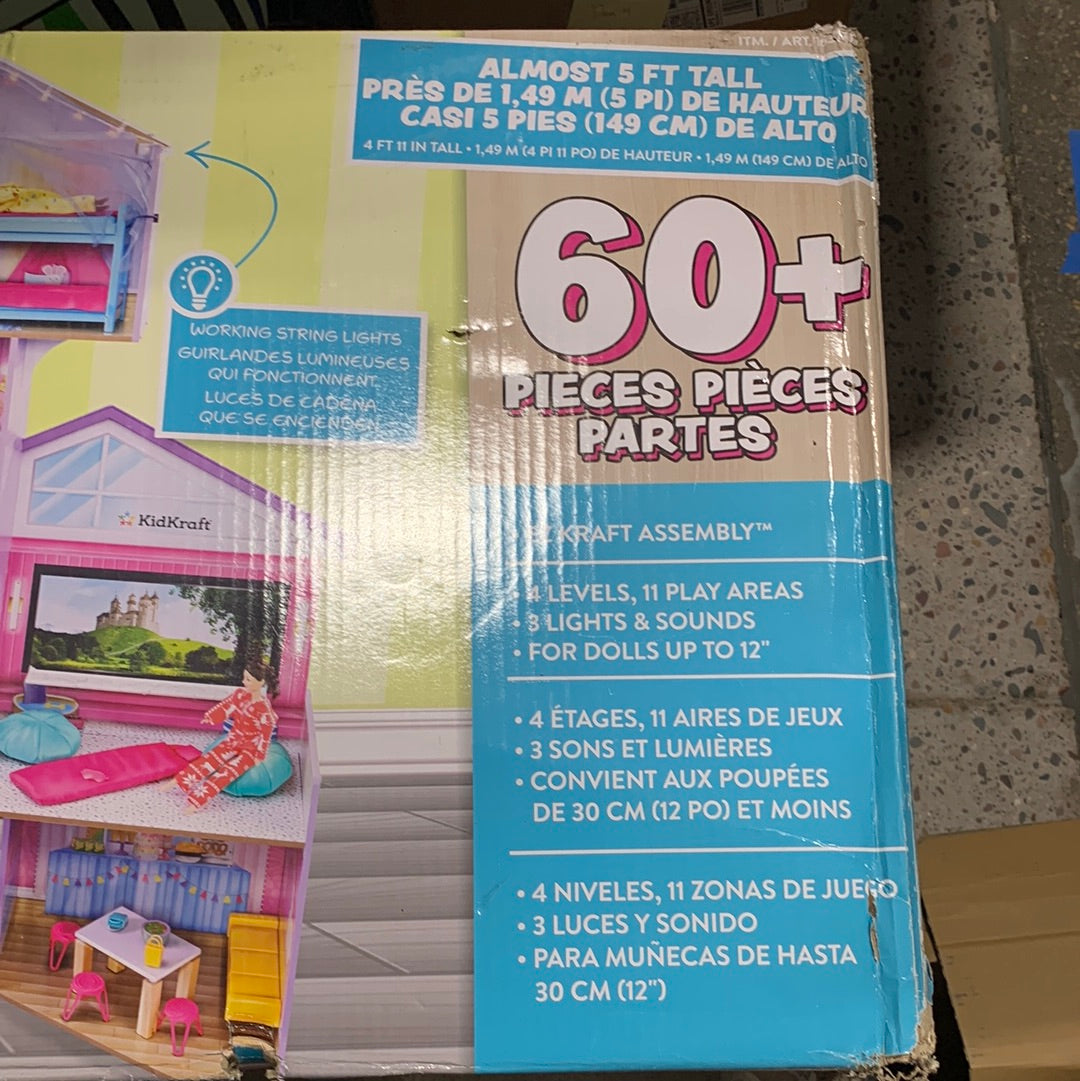 ITM. / ART.
ALMOST 5 FT TALL
PRÈS DE 1,49 M (5 PI) DE HAUTEUR
CASI 5 PIES (149 CM) DE ALTO
4 FT 11 IN TALL • 1,49 M (4 PI 11 PO) DE HAUTEUR • 1,49 M (149 CM) DE ALTO
60+
PIECES PIÈCES
PARTES
WORKING STRING LIGHTS
GUIRLANDES LUMINEUSES
QUI FONCTIONNENT
LUCES DE CADENA
QUE SE ENCIENDEN
KidKraft
KRAFT ASSEMBLY™
• 4 LEVELS, 11 PLAY AREAS
• 3 LIGHTS & SOUNDS
• FOR DOLLS UP TO 12"
• 4 ÉTAGES, 11 AIRES DE JEUX
• 3 SONS ET LUMIÈRES
• CONVIENT AUX POUPÉES
DE 30 CM (12 PO) ET MOINS
• 4 NIVELES, 11 ZONAS DE JUEGO
• 3 LUCES Y SONIDO
• PARA MUÑECAS DE HASTA
30 CM (12")